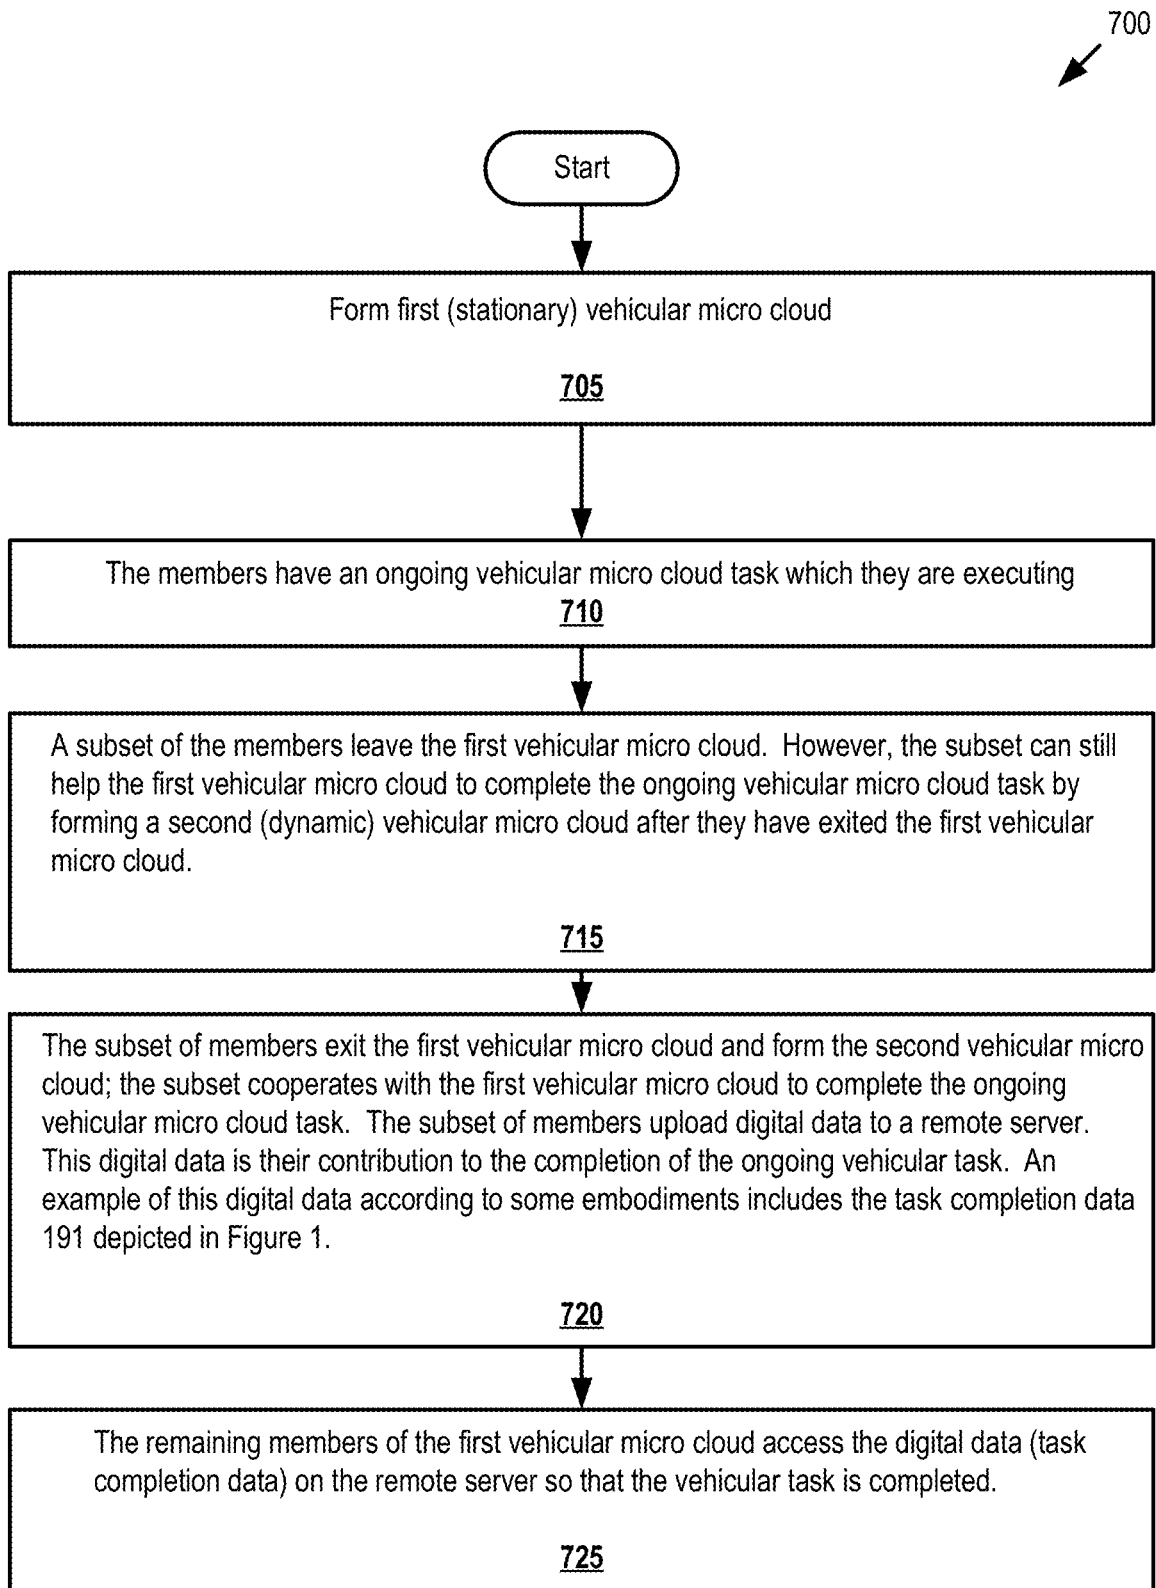 700
Start
Form first (stationary) vehicular micro cloud
705
The members have an ongoing vehicular micro cloud task which they are executing
710
A subset of the members leave the first vehicular micro cloud.  However, the subset can still
help the first vehicular micro cloud to complete the ongoing vehicular micro cloud task by
forming a second (dynamic) vehicular micro cloud after they have exited the first vehicular
micro cloud.
715
The subset of members exit the first vehicular micro cloud and form the second vehicular micro
cloud; the subset cooperates with the first vehicular micro cloud to complete the ongoing
vehicular micro cloud task.  The subset of members upload digital data to a remote server.
This digital data is their contribution to the completion of the ongoing vehicular task.  An
example of this digital data according to some embodiments includes the task completion data
191 depicted in Figure 1.
720
The remaining members of the first vehicular micro cloud access the digital data (task
completion data) on the remote server so that the vehicular task is completed.
725